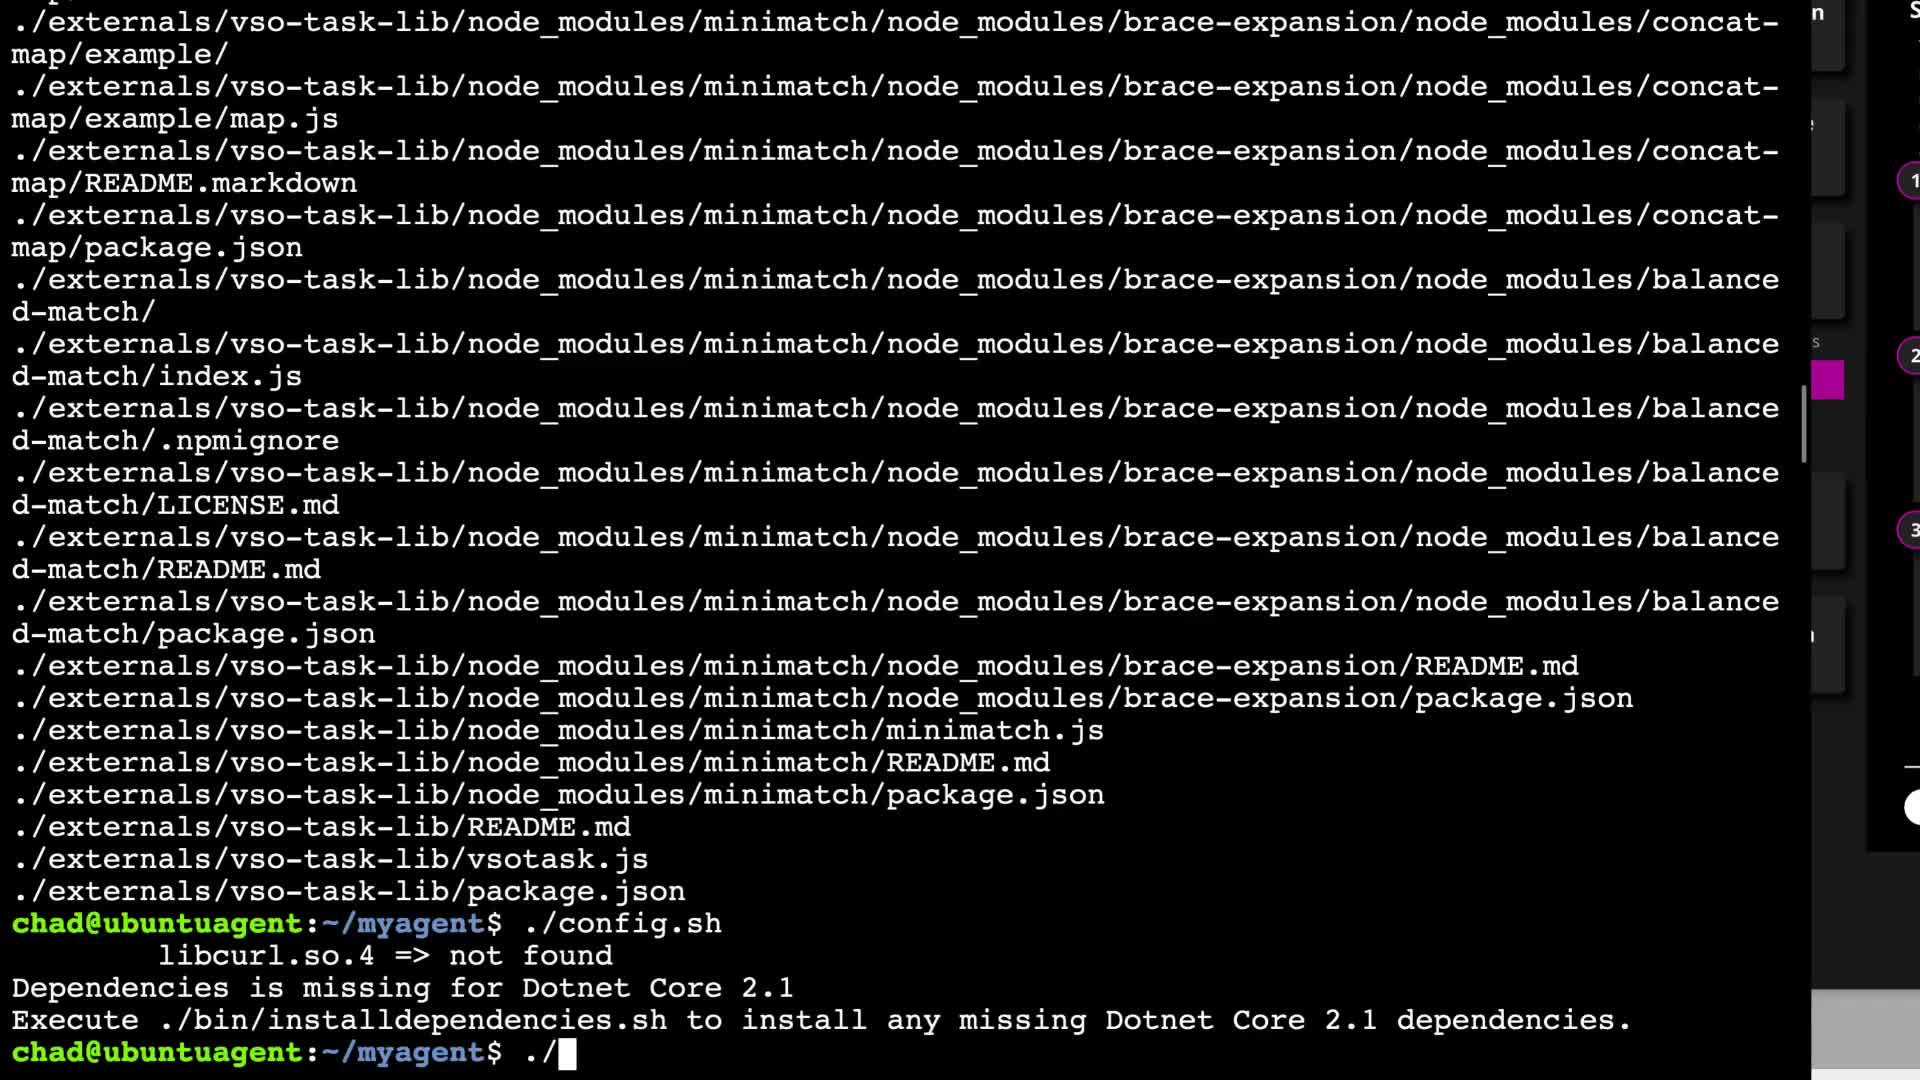 ./externals/vso-task-lib/node_modules/minimatch/node_modules/brace-expansion/node_modules/concat-
map/example/
./externals/vso-task-lib/node_modules/minimatch/node_modules/brace-expansion/node_modules/concat-
map/example/map.js
./externals/vso-task-lib/node_modules/minimatch/node_modules/brace-expansion/node_modules/concat-
map/README.markdown
./externals/vso-task-lib/node_modules/minimatch/node_modules/brace-expansion/node_modules/concat-
map/package.json
./externals/vso-task-lib/node_modules/minimatch/node_modules/brace-expansion/node_modules/balance
d-match/
./externals/vso-task-lib/node_modules/minimatch/node_modules/brace-expansion/node_modules/balance
d-match/index.js
./externals/vso-task-lib/node_modules/minimatch/node_modules/brace-expansion/node_modules/balance
d-match/.npmignore
./externals/vso-task-lib/node_modules/minimatch/node_modules/brace-expansion/node_modules/balance
d-match/LICENSE.md
./externals/vso-task-lib/node_modules/minimatch/node_modules/brace-expansion/node_modules/balance
d-match/README.md
./externals/vso-task-lib/node_modules/minimatch/node_modules/brace-expansion/node_modules/balance
d-match/package.json
./externals/vso-task-lib/node_modules/minimatch/node_modules/brace-expansion/README.md
./externals/vso-task-lib/node_modules/minimatch/node_modules/brace-expansion/package.json
./externals/vso-task-lib/node_modules/minimatch/minimatch.js
./externals/vso-task-lib/node_modules/minimatch/README.md
./externals/vso-task-lib/node_modules/minimatch/package.json
./externals/vso-task-lib/README.md
./externals/vso-task-lib/vsotask.js
./externals/vso-task-lib/package.json
chad@ubuntuagent:~/myagent$ ./config.sh
libcurl.so.4 => not found
Dependencies is missing for Dotnet Core 2.1
Execute ./bin/installdependencies.sh to install any missing Dotnet Core 2.1 dependencies.
chad@ubuntuagent:~/myagent$ ./
1
2
3